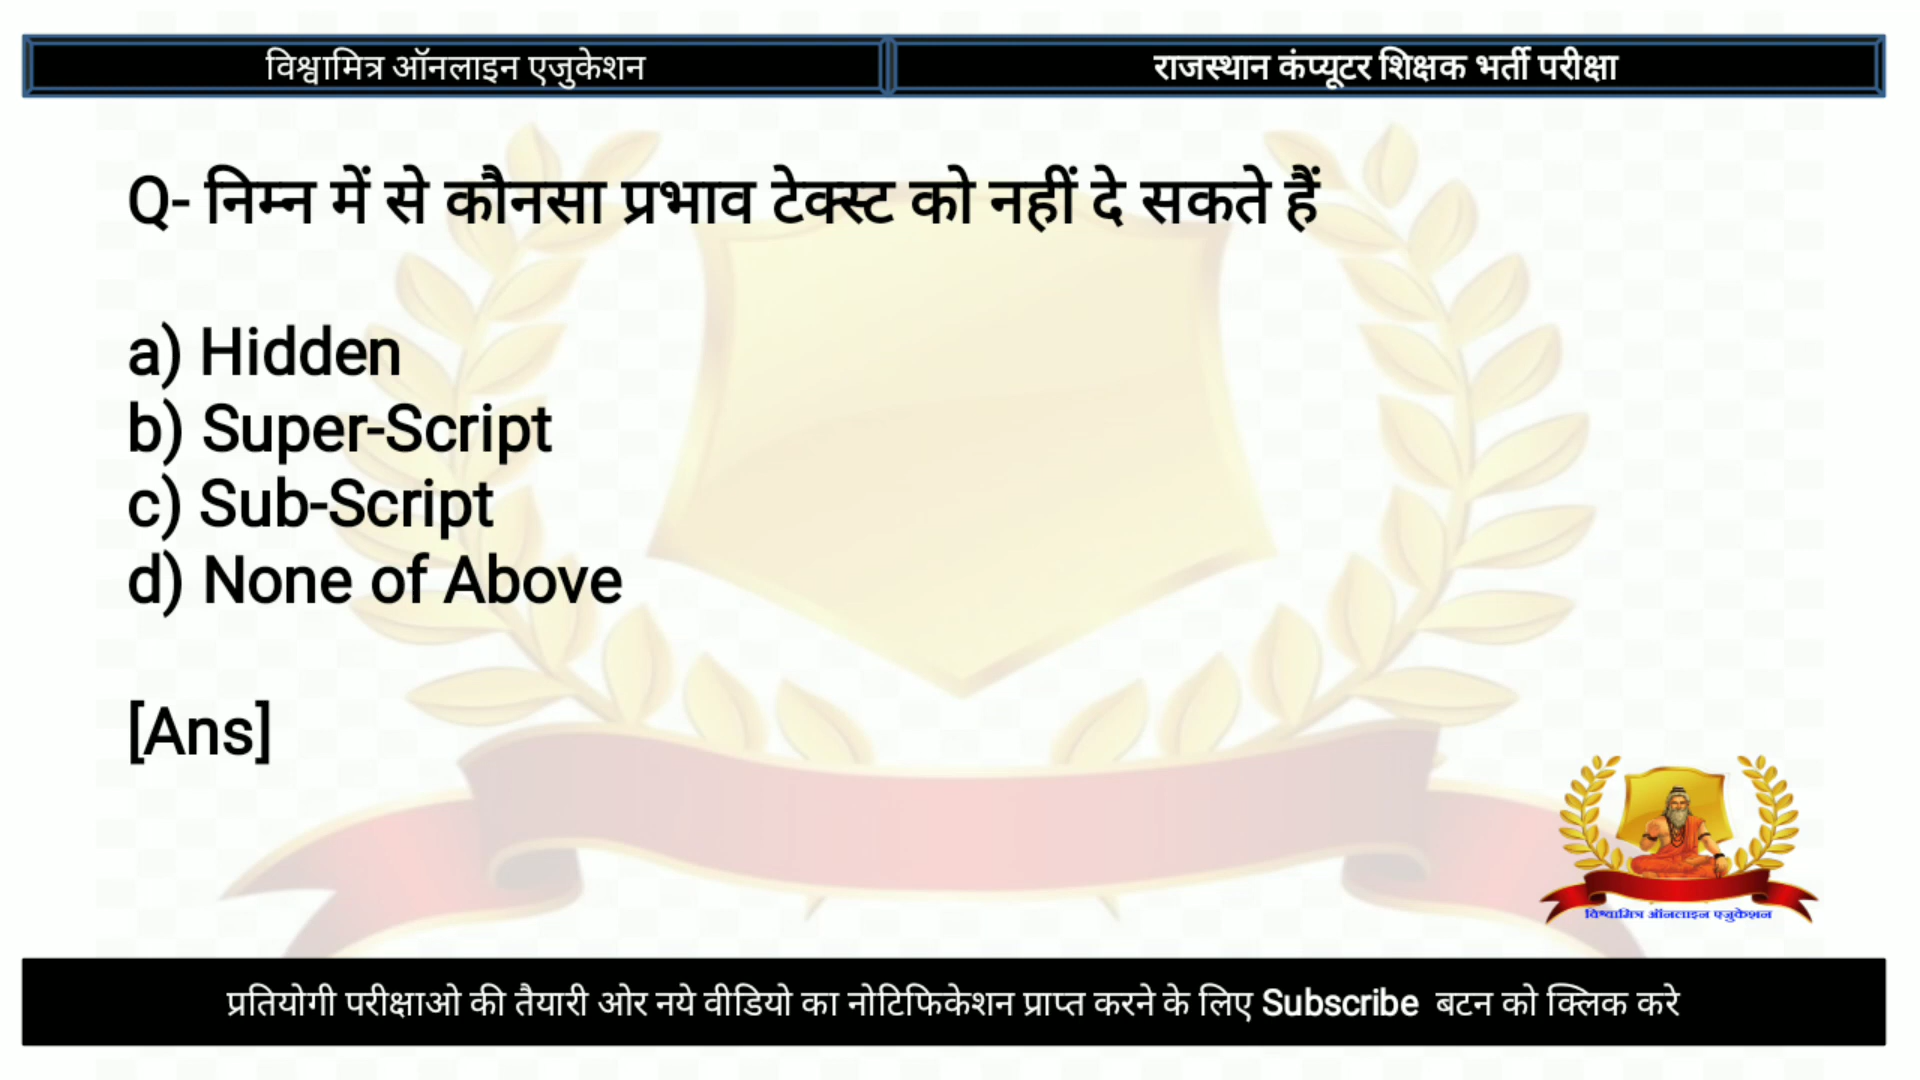 विश्वामित्र ऑनलाइन एजुकेशन
राजस्थान कंप्यूटर शिक्षक भर्ती परीक्षा
Q- निम्न में से कौनसा प्रभाव टेक्स्ट को नहीं दे सकते हैं
a) Hidden
b) Super-Script
c) Sub-Script
d) None of Above
[Ans]
विश्वामित्र ऑनलाइन एजुकेशन
प्रतियोगी परीक्षाओ की तैयारी ओर नये वीडियो का नोटिफिकेशन प्राप्त करने के लिए Subscribe बटन को क्लिक करे